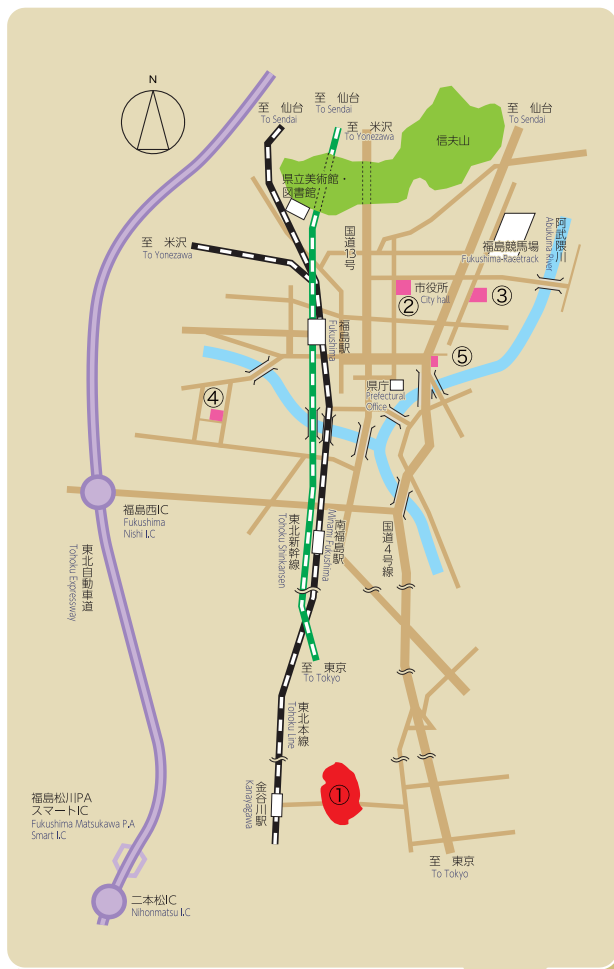 N
至　仙台
To Sendai
至　仙台
To Sendai
至　米沢
To Yonezawa
至　仙台
To Sendai
信夫山
県立美術館・
図書館
国道13号
至　米沢
To Yonezawa
福島競馬場
Fukushima-Racetrack
阿武隈川
Abukuma River
市役所
City hall
②
③
福島駅
Fukushima
⑤
県庁
Prefectural
Office
④
福島西IC
Fukushima
Nishi I.C
東北自動車道
Tohoku Expressway
東北新幹線
Tohoku Shinkansen
南福島駅
Minami Fukushima
国道4号線
至　東京
To Tokyo
東北本線
Tohoku Line
金谷川駅
Kanayagawa
①
福島松川PA
スマートIC
Fukushima Matsukawa P.A
Smart I.C
至　東京
To Tokyo
二本松IC
Nihonmatsu I.C